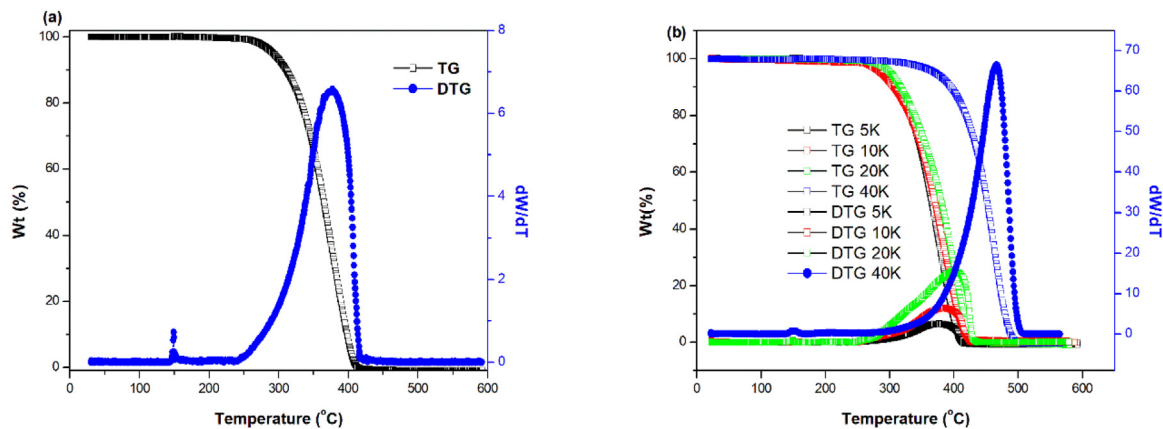 (a)
100
80
60
40
20
0
Wt (%)
0 100 200 300 400 500 600
Temperature (°C)
8
6
4
2
0
dW/dT
TG
DTG
(b)
100
80
60
40
20
0
Wt(%)
0 100 200 300 400 500 600
Temperature (°C)
70
60
50
40
30
20
10
0
dW/dT
TG 5K
TG 10K
TG 20K
TG 40K
DTG 5K
DTG 10K
DTG 20K
DTG 40K